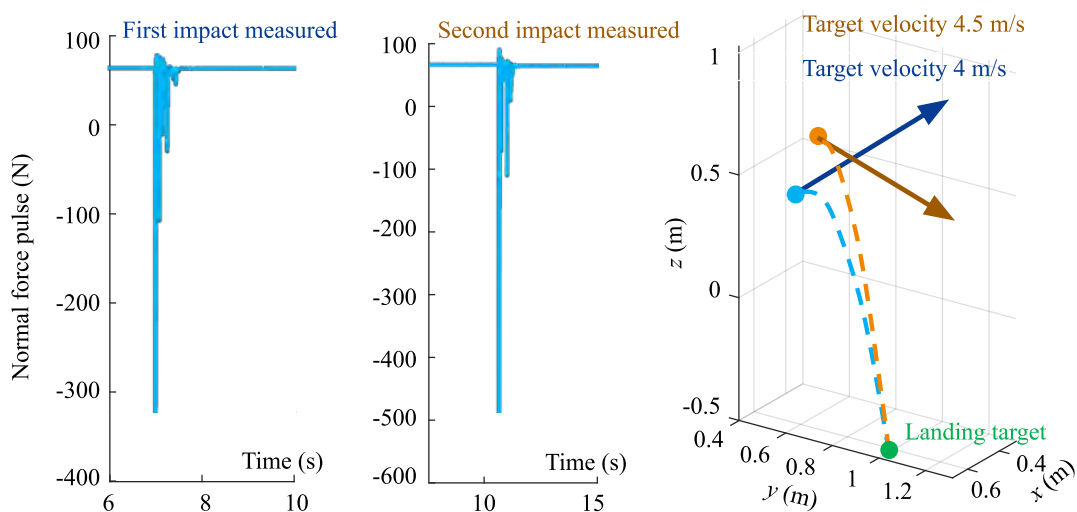 First impact measured
Normal force pulse (N)
100
0
-100
-200
-300
-400
6
8
10
Time (s)
Second impact measured
100
0
-100
-200
-300
-400
-500
-600
10
15
Time (s)
Target velocity 4.5 m/s
Target velocity 4 m/s
z (m)
1
0.5
0
-0.5
0.4
0.6
0.8
1
1.2
y (m)
0.4
0.6
x (m)
Landing target